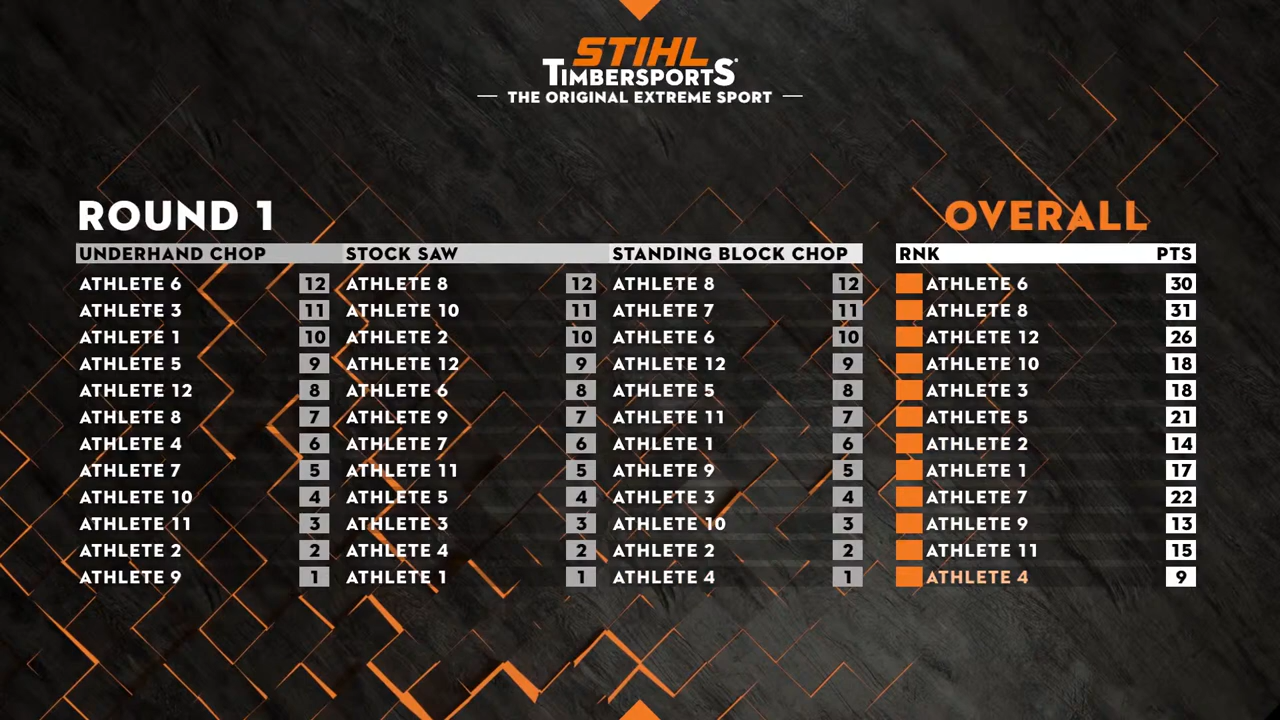 STIHL
TIMBERSPORTS®
THE ORIGINAL EXTREME SPORT
ROUND 1 OVERALL
UNDERHAND CHOP STOCK SAW STANDING BLOCK CHOP RNK PTS
ATHLETE 6 12 ATHLETE 8 12 ATHLETE 8 12 ATHLETE 6 30
ATHLETE 3 11 ATHLETE 10 11 ATHLETE 7 11 ATHLETE 8 31
ATHLETE 1 10 ATHLETE 2 10 ATHLETE 6 10 ATHLETE 12 26
ATHLETE 5 9 ATHLETE 12 9 ATHLETE 12 9 ATHLETE 10 18
ATHLETE 12 8 ATHLETE 6 8 ATHLETE 5 8 ATHLETE 3 18
ATHLETE 8 7 ATHLETE 9 7 ATHLETE 11 7 ATHLETE 5 21
ATHLETE 4 6 ATHLETE 7 6 ATHLETE 1 6 ATHLETE 2 14
ATHLETE 7 5 ATHLETE 11 5 ATHLETE 9 5 ATHLETE 1 17
ATHLETE 10 4 ATHLETE 5 4 ATHLETE 3 4 ATHLETE 7 22
ATHLETE 11 3 ATHLETE 3 3 ATHLETE 10 3 ATHLETE 9 13
ATHLETE 2 2 ATHLETE 4 2 ATHLETE 2 2 ATHLETE 11 15
ATHLETE 9 1 ATHLETE 1 1 ATHLETE 4 1 ATHLETE 4 9